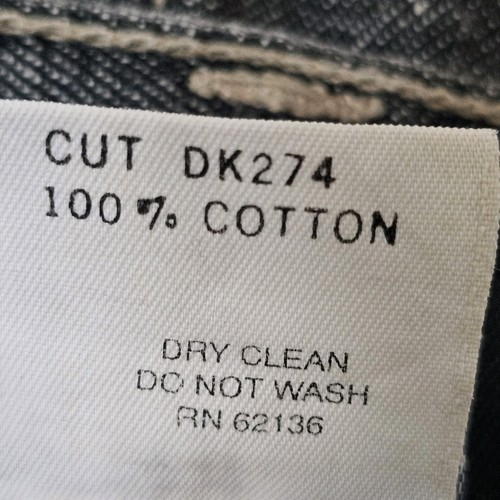 CUT DK274
100% COTTON
DRY CLEAN
DO NOT WASH
RN 62136